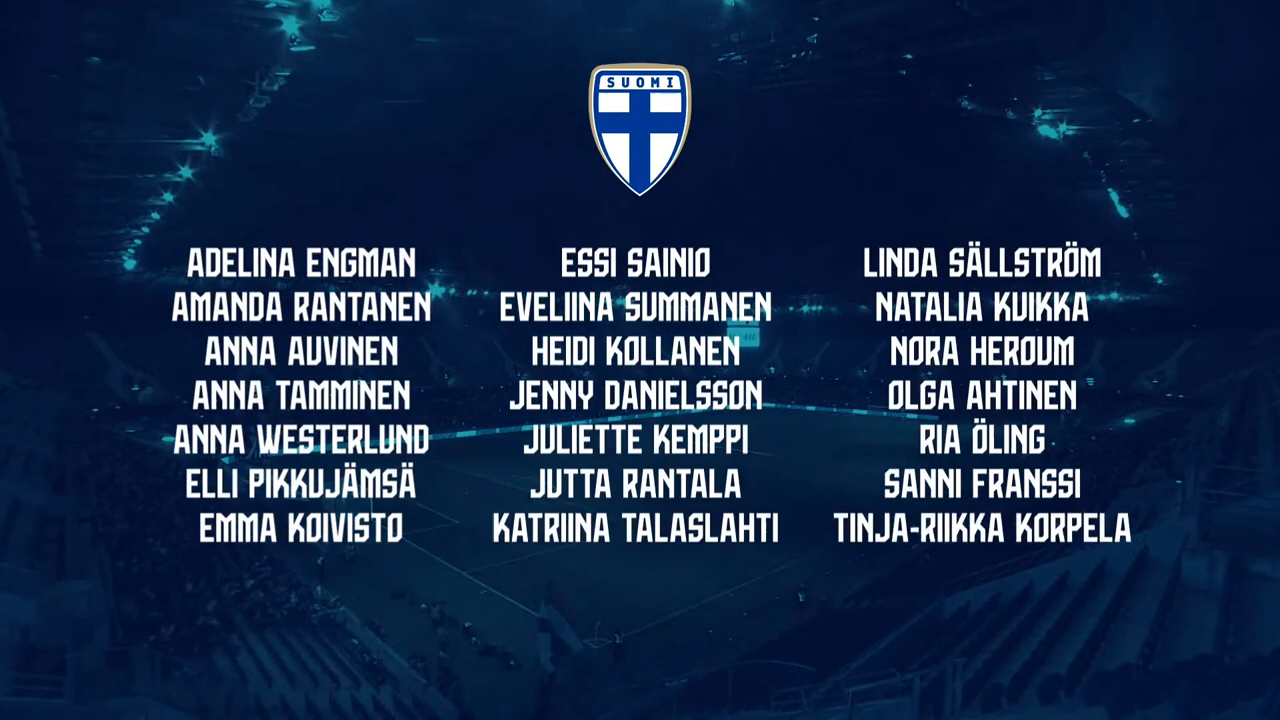 SUOMI
ADELINA ENGMAN
AMANDA RANTANEN
ANNA AUVINEN
ANNA TAMMINEN
ANNA WESTERLUND
ELLI PIKKUJÄMSÄ
EMMA KOIVISTO
ESSI SAINIO
EVELIINA SUMMANEN
HEIDI KOLLANEN
JENNY DANIELSSON
JULIETTE KEMPPI
JUTTA RANTALA
KATRIINA TALASLAHTI
LINDA SÄLLSTRÖM
NATALIA KUIKKA
NORA HEROUM
OLGA AHTINEN
RIA ÖLING
SANNI FRANSSI
TINJA-RIIKKA KORPELA